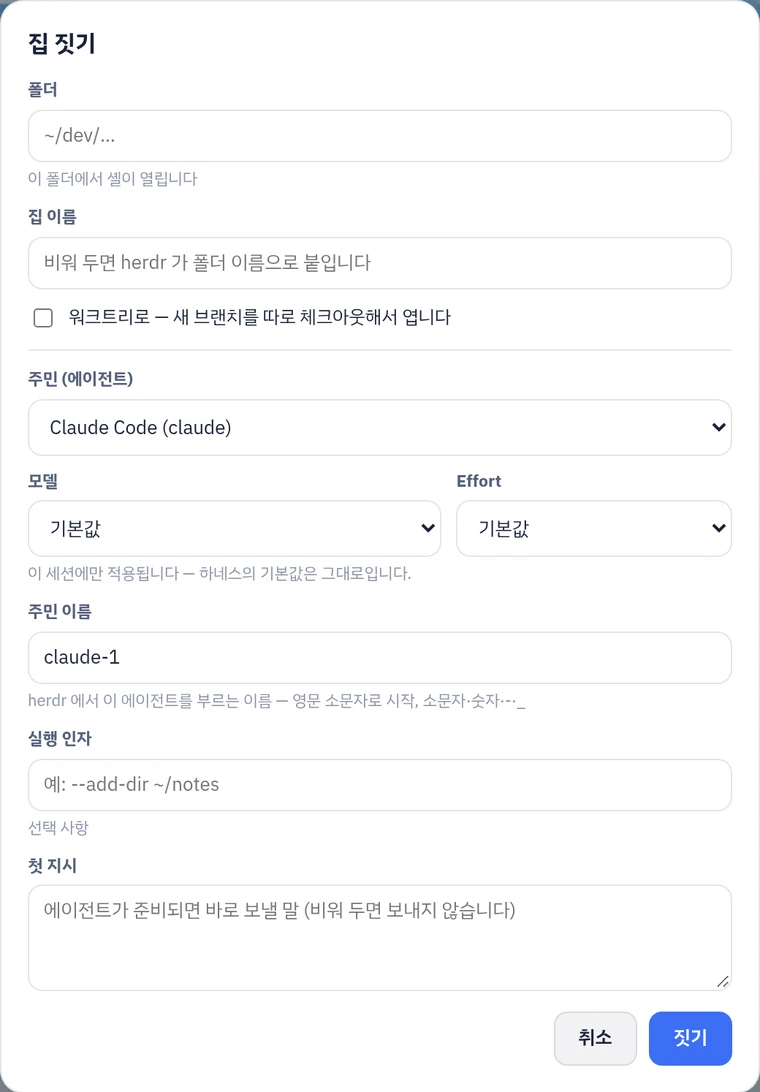 집 짓기
폴더
~/dev/...
이 폴더에서 셸이 열립니다
집 이름
비워 두면 herdr 가 폴더 이름으로 붙입니다
워크트리로 — 새 브랜치를 따로 체크아웃해서 엽니다
주민 (에이전트)
Claude Code (claude)
모델
Effort
기본값
기본값
이 세션에만 적용됩니다 — 하네스의 기본값은 그대로입니다.
주민 이름
claude-1
herdr 에서 이 에이전트를 부르는 이름 — 영문 소문자로 시작, 소문자·숫자·-·_
실행 인자
예: --add-dir ~/notes
선택 사항
첫 지시
에이전트가 준비되면 바로 보낼 말 (비워 두면 보내지 않습니다)
취소
짓기